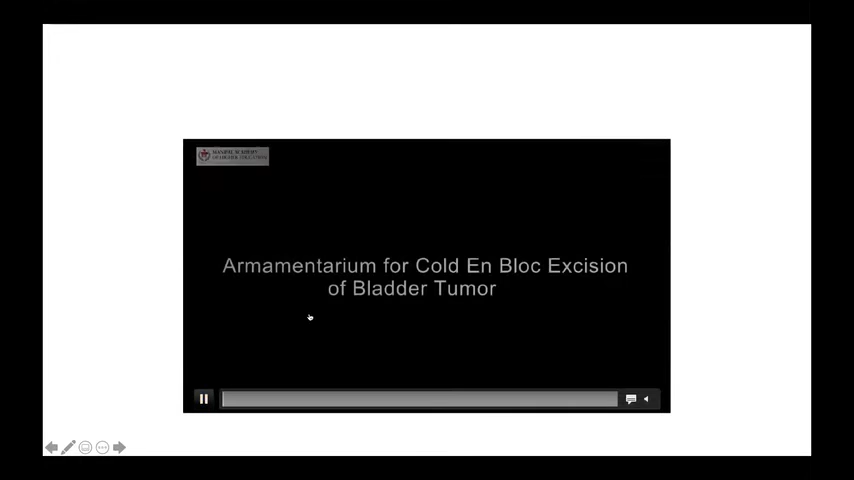 Armamentarium for Cold En Bloc Excision
of Bladder Tumor